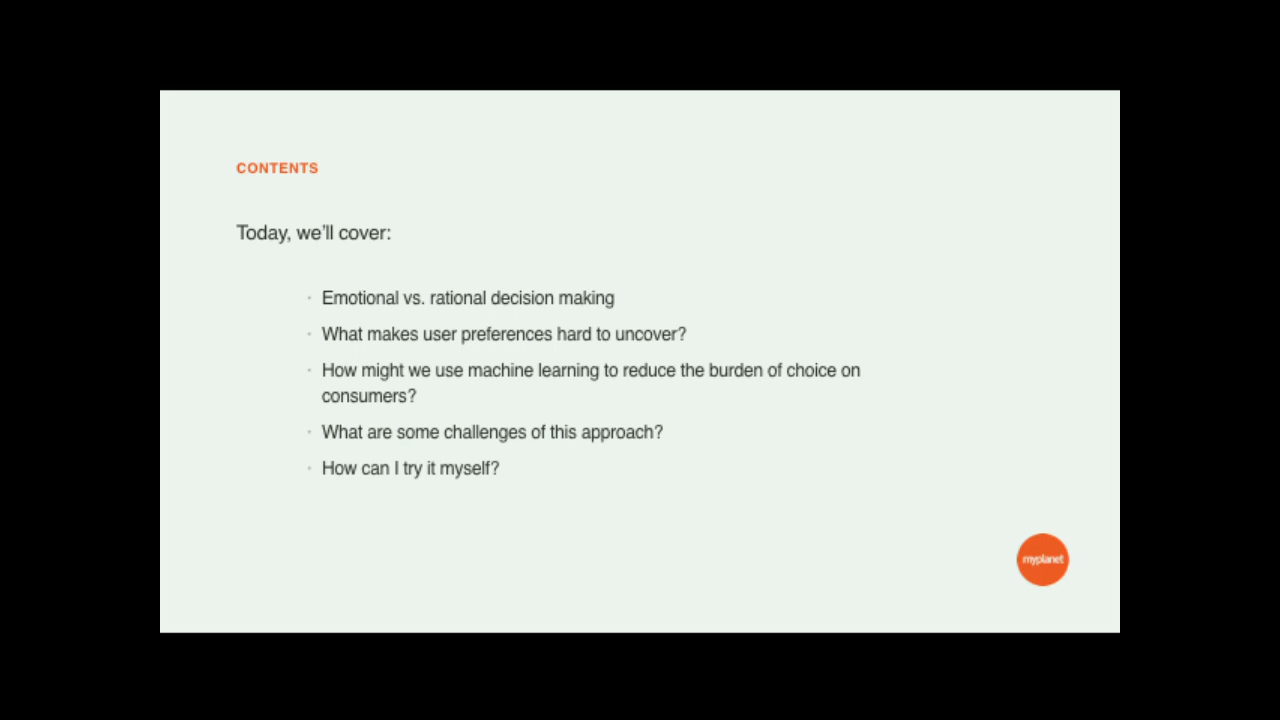 CONTENTS
Today, we'll cover:
Emotional vs. rational decision making
What makes user preferences hard to uncover?
How might we use machine learning to reduce the burden of choice on
consumers?
What are some challenges of this approach?
How can I try it myself?
myplanet